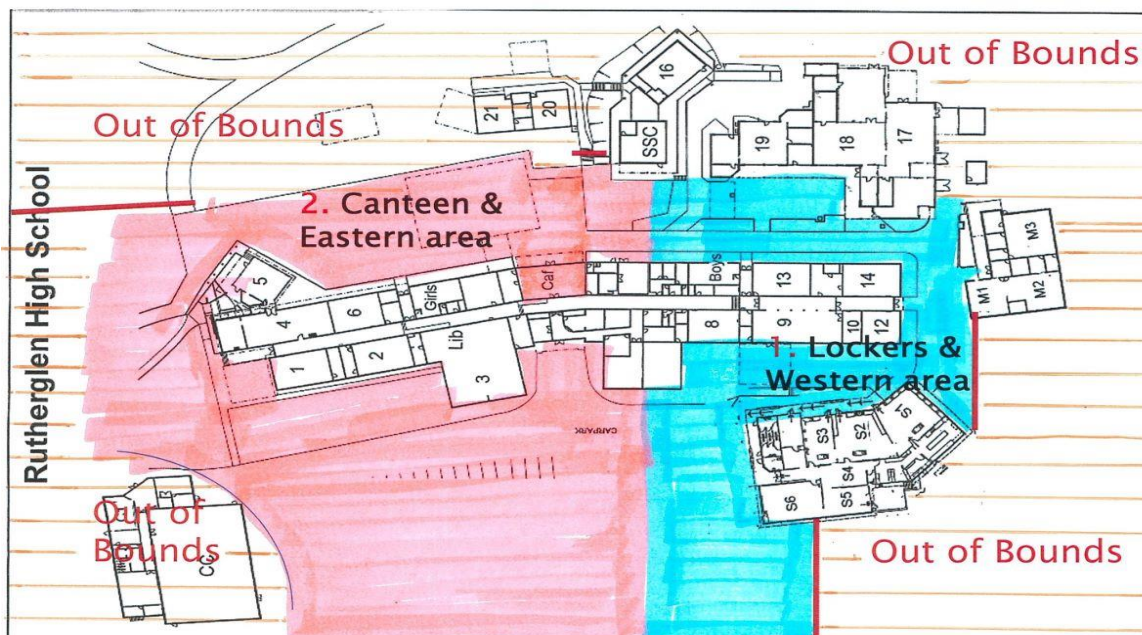 Rutherglen High School
Out of Bounds
Out of Bounds
21
20
16
SSC
19
18
17
2. Canteen &
Eastern area
5
4
6
Girls
Caf
Boys
13
14
M1
M2
M3
1
2
Lib
3
8
9
10
12
1. Lockers &
Western area
CARPARK
S1
S2
S3
S4
S5
S6
Out of
Bounds
CC
Out of Bounds